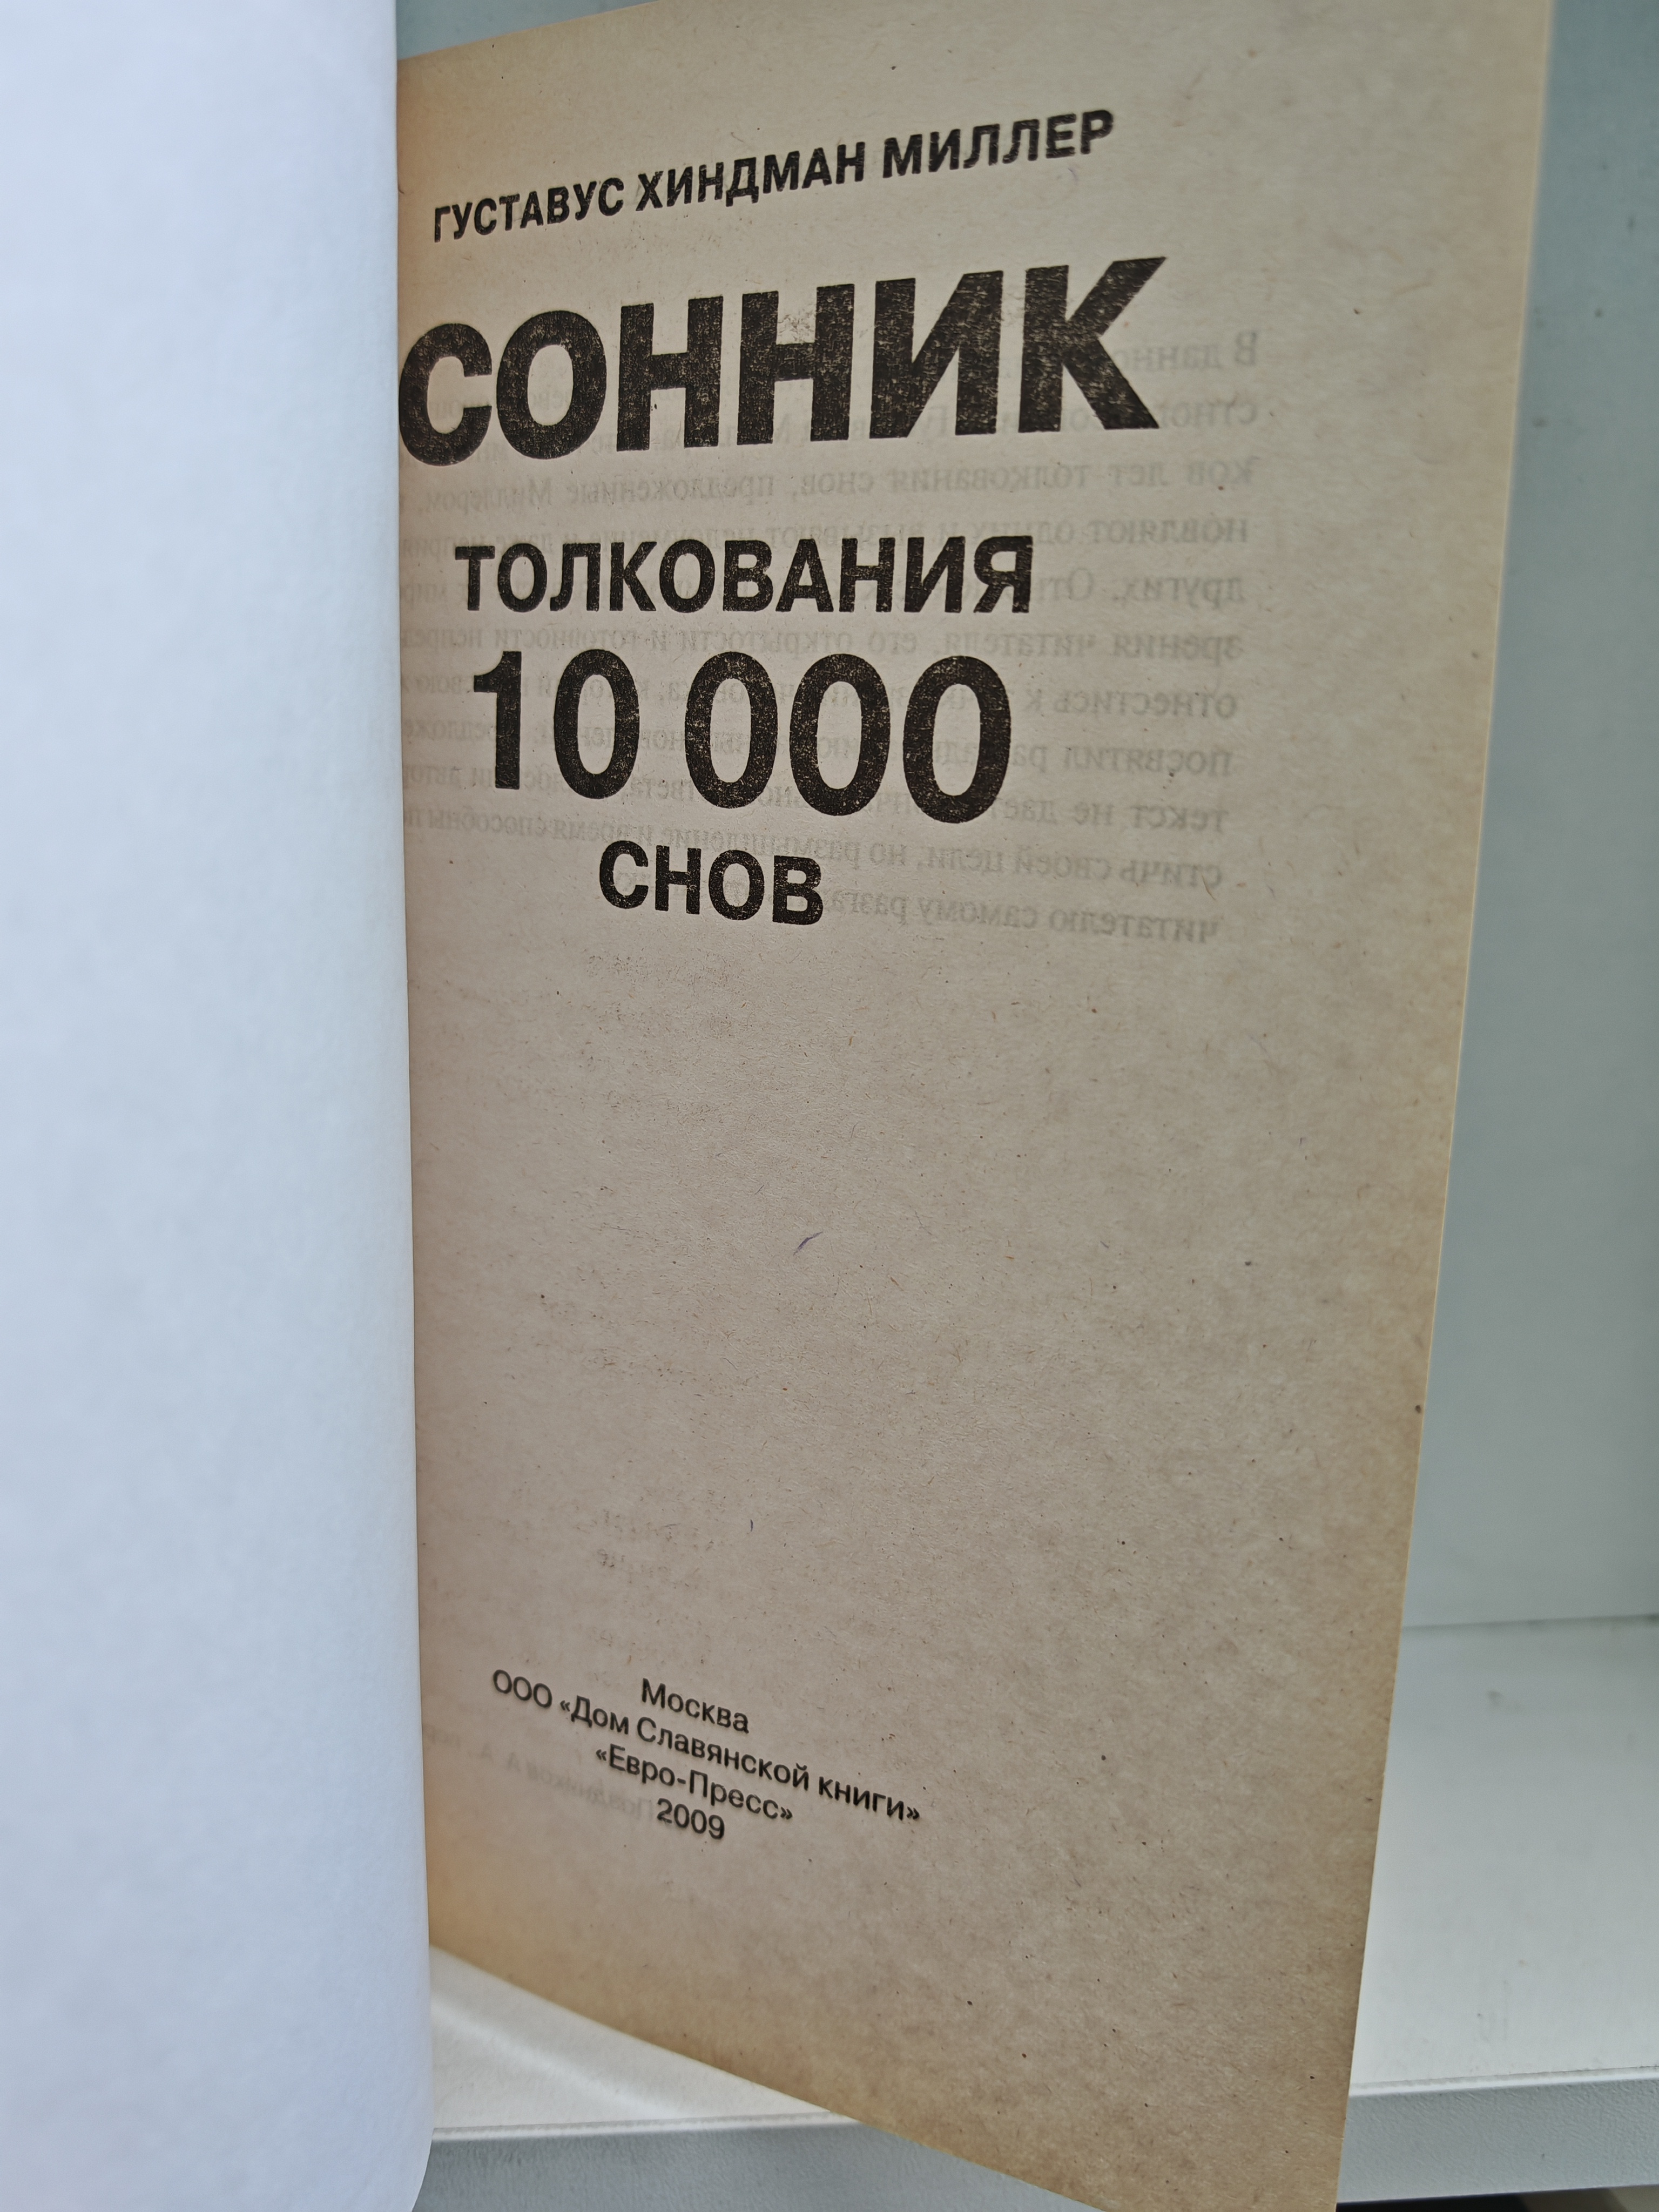 ГУСТАВУС ХИНДМАН МИЛЛЕР
СОННИК
ТОЛКОВАНИЯ
10 000
СНОВ
Москва
ООО «Дом Славянской книги»
«Евро-Пресс»
2009